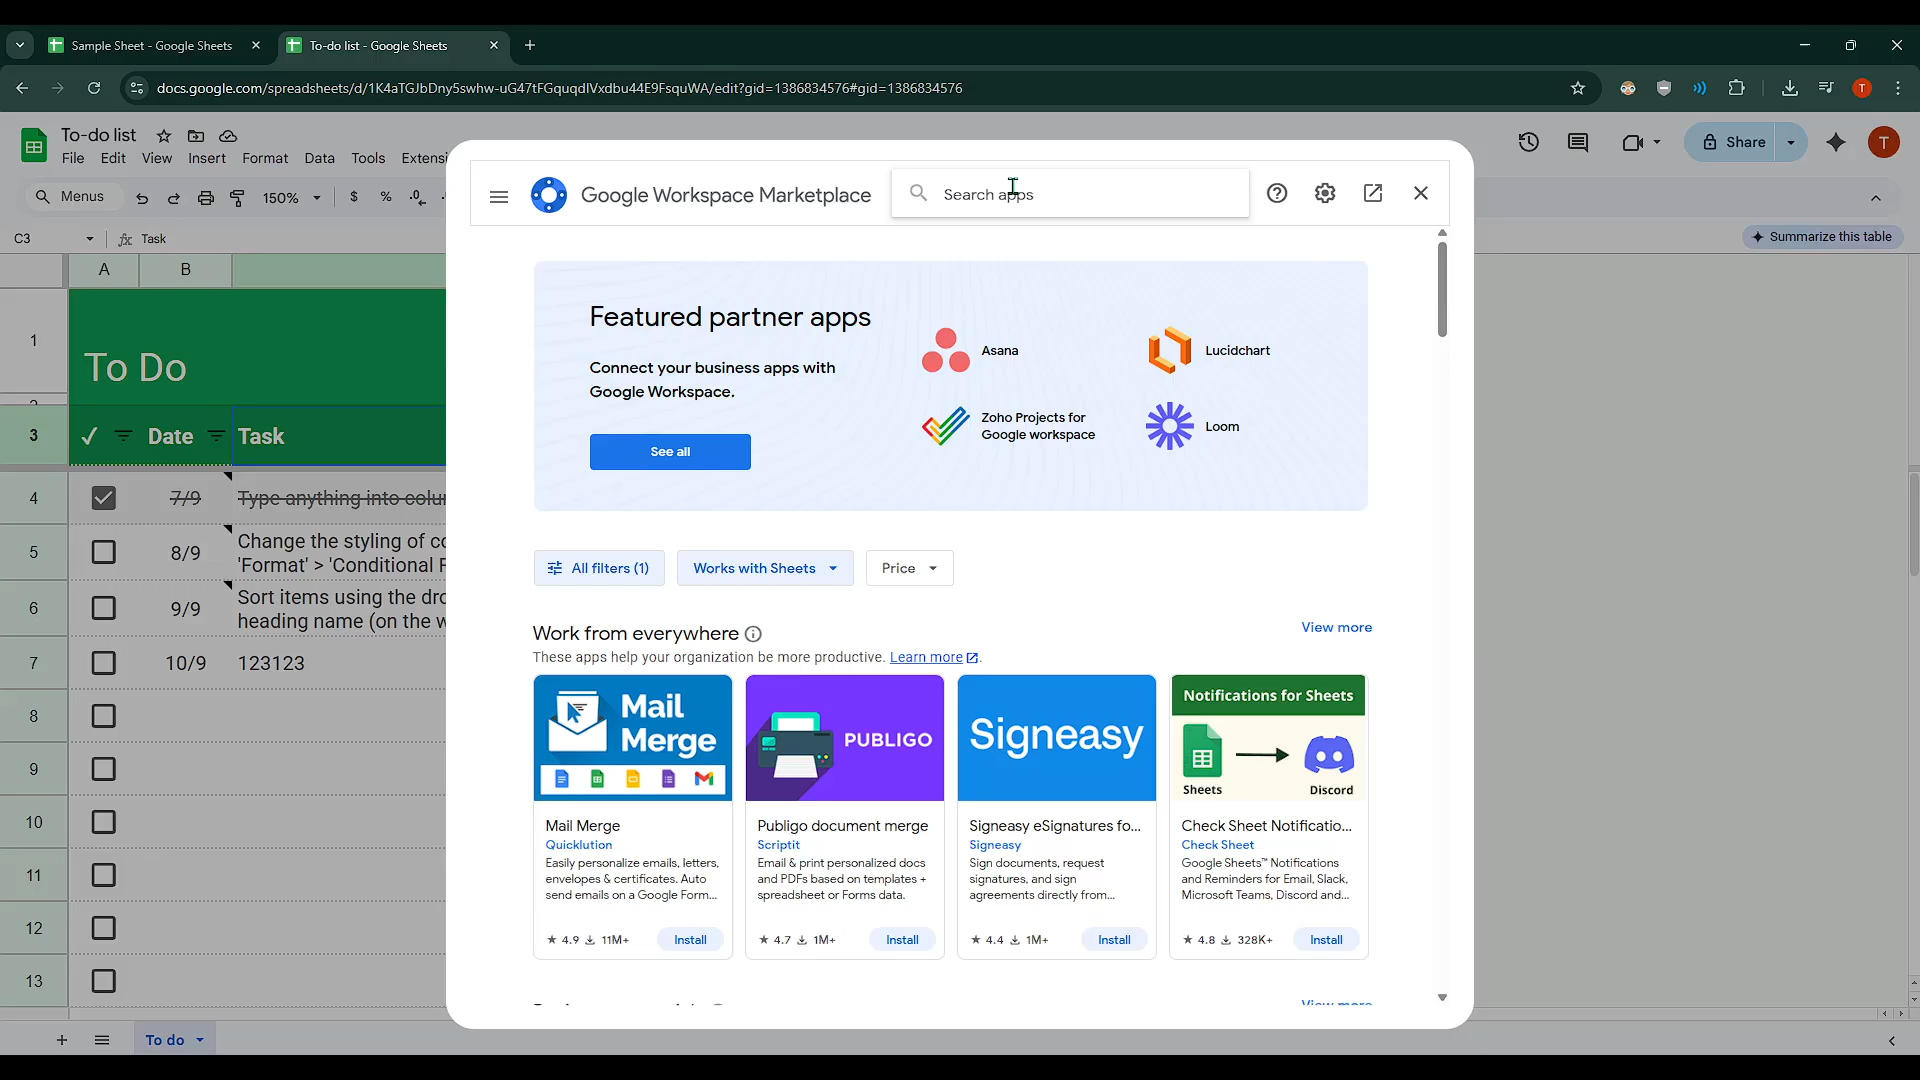 Sample Sheet - Google Sheets
To-do list - Google Sheets
docs.google.com/spreadsheets/d/1K4aTGJbDny5swhw-uG47tFGquqdlVxdbu44E9FsquWA/edit?gid=1386834576#gid=1386834576
T
To-do list
File Edit View Insert Format Data Tools Extensi
Share
T
Menus
150%
$ % .0
C3
fx Task
Summarize this table
A B
1
To Do
3
✓ Date Task
4 7/9 Type anything into colu
5 8/9 Change the styling of co
'Format' > 'Conditional F
6 9/9 Sort items using the dro
heading name (on the w
7 10/9 123123
8
9
10
11
12
13
To do
Google Workspace Marketplace
Search apps
Featured partner apps
Connect your business apps with
Google Workspace.
See all
Asana
Lucidchart
Zoho Projects for
Google workspace
Loom
All filters (1)
Works with Sheets
Price
Work from everywhere
View more
These apps help your organization be more productive. Learn more.
Mail
Merge
Mail Merge
Quicklution
Easily personalize emails, letters,
envelopes & certificates. Auto
send emails on a Google Form...
★ 4.9 11M+
Install
PUBLIGO
Publigo document merge
Scriptit
Email & print personalized docs
and PDFs based on templates +
spreadsheet or Forms data.
★ 4.7 1M+
Install
Signeasy
Signeasy eSignatures fo...
Signeasy
Sign documents, request
signatures, and sign
agreements directly from...
★ 4.4 1M+
Install
Notifications for Sheets
Sheets
Discord
Check Sheet Notificatio...
Check Sheet
Google Sheets™ Notifications
and Reminders for Email, Slack,
Microsoft Teams, Discord and...
★ 4.8 328K+
Install
View more